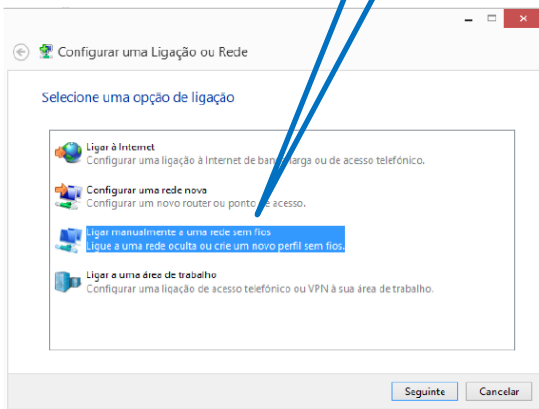 Configurar uma Ligação ou Rede
Selecione uma opção de ligação
Ligar à Internet
Configurar uma ligação à Internet de banda larga ou de acesso telefónico.
Configurar uma rede nova
Configurar um novo router ou ponto de acesso.
Ligar manualmente a uma rede sem fios
Ligue a uma rede oculta ou crie um novo perfil sem fios.
Ligar a uma área de trabalho
Configurar uma ligação de acesso telefónico ou VPN à sua área de trabalho.
Seguinte Cancelar